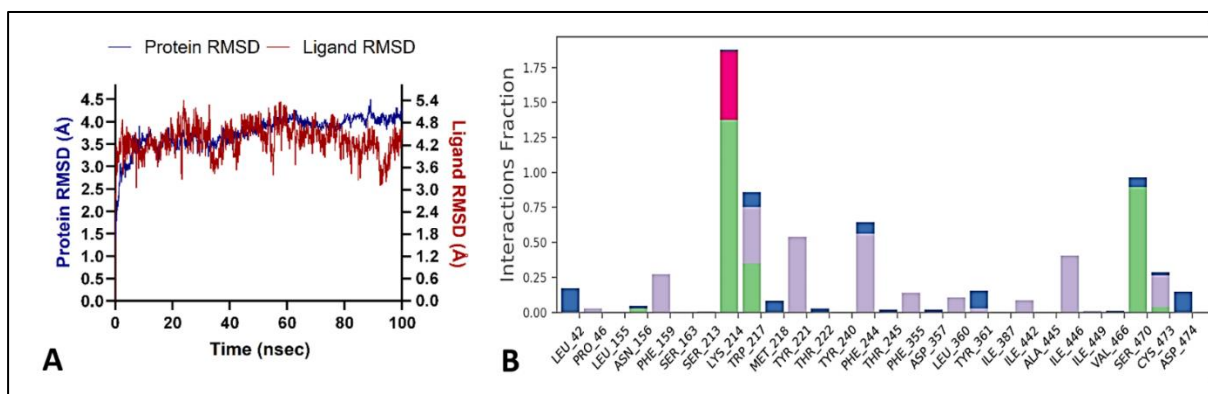 Protein RMSD Ligand RMSD
Protein RMSD (Å)
4.5
4.0
3.5
3.0
2.5
2.0
1.5
1.0
0.5
0.0
5.4
4.8
4.2
3.6
3.0
2.4
1.8
1.2
0.6
0.0
Ligand RMSD (Å)
0 20 40 60 80 100
Time (nsec)
A
Interactions Fraction
1.75
1.50
1.25
1.00
0.75
0.50
0.25
0.00
LEU_42
PRO_46
LEU_155
ASN_156
PHE_159
SER_163
SER_213
LYS_214
TRP_217
MET_218
TYR_221
THR_222
TYR_240
PHE_244
THR_245
PHE_355
ASP_357
LEU_360
TYR_361
ILE_387
ILE_442
ALA_445
ILE_446
ILE_449
VAL_466
SER_470
CYS_473
ASP_474
B